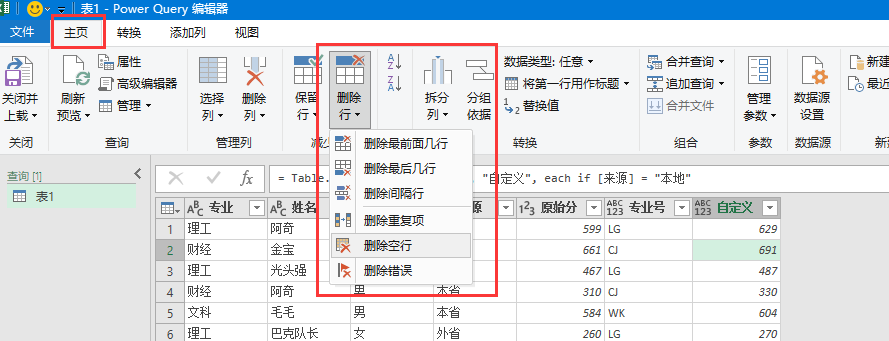 表1 - Power Query 编辑器
文件 主页 转换 添加列 视图
关闭并上载 刷新预览 属性 高级编辑器 管理 选择列 删除列 保留行 删除行 拆分列 分组依据 数据类型: 任意 将第一行用作标题 替换值 合并查询 追加查询 合并文件 管理参数 数据源设置 新建 最近
关闭 查询 管理列 减少 转换 组合 参数 数据源
删除最前面几行
删除最后几行
删除间隔行
删除重复项
删除空行
删除错误
查询 [1]
表1
= Table. "自定义", each if [来源] = "本地"
专业 姓名 源 原始分 专业号 自定义
1 理工 阿奇 599 LG 629
2 财经 金宝 661 CJ 691
3 理工 光头强 467 LG 487
4 财经 阿奇 男 本省 310 CJ 330
5 文科 毛毛 男 本省 584 WK 604
6 理工 巴克队长 女 外省 260 LG 270